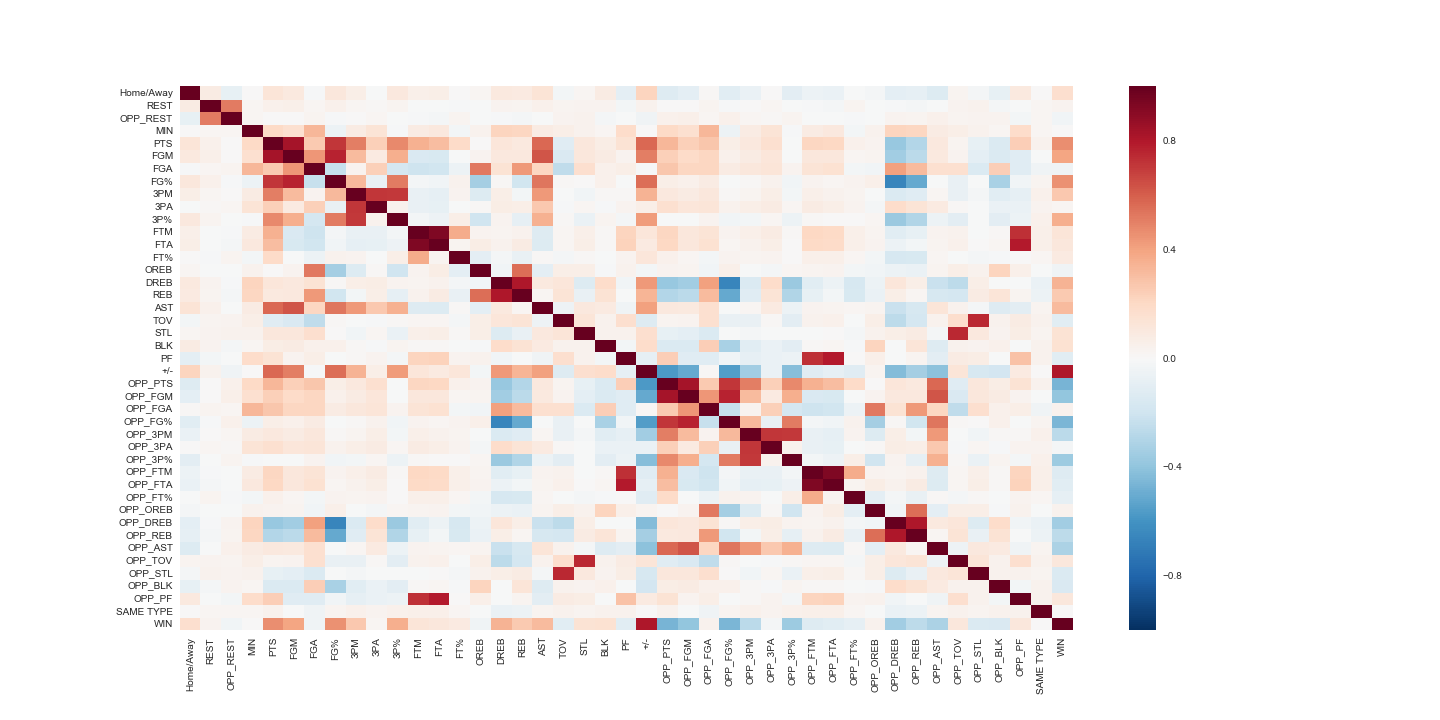 Home/Away
REST
OPP_REST
MIN
PTS
FGM
FGA
FG%
3PM
3PA
3P%
FTM
FTA
FT%
OREB
DREB
REB
AST
TOV
STL
BLK
PF
+/-
OPP_PTS
OPP_FGM
OPP_FGA
OPP_FG%
OPP_3PM
OPP_3PA
OPP_3P%
OPP_FTM
OPP_FTA
OPP_FT%
OPP_OREB
OPP_DREB
OPP_REB
OPP_AST
OPP_TOV
OPP_STL
OPP_BLK
OPP_PF
SAME TYPE
WIN
Home/Away
REST
OPP_REST
MIN
PTS
FGM
FGA
FG%
3PM
3PA
3P%
FTM
FTA
FT%
OREB
DREB
REB
AST
TOV
STL
BLK
PF
+/-
OPP_PTS
OPP_FGM
OPP_FGA
OPP_FG%
OPP_3PM
OPP_3PA
OPP_3P%
OPP_FTM
OPP_FTA
OPP_FT%
OPP_OREB
OPP_DREB
OPP_REB
OPP_AST
OPP_TOV
OPP_STL
OPP_BLK
OPP_PF
SAME TYPE
WIN
0.8
0.4
0.0
−0.4
−0.8